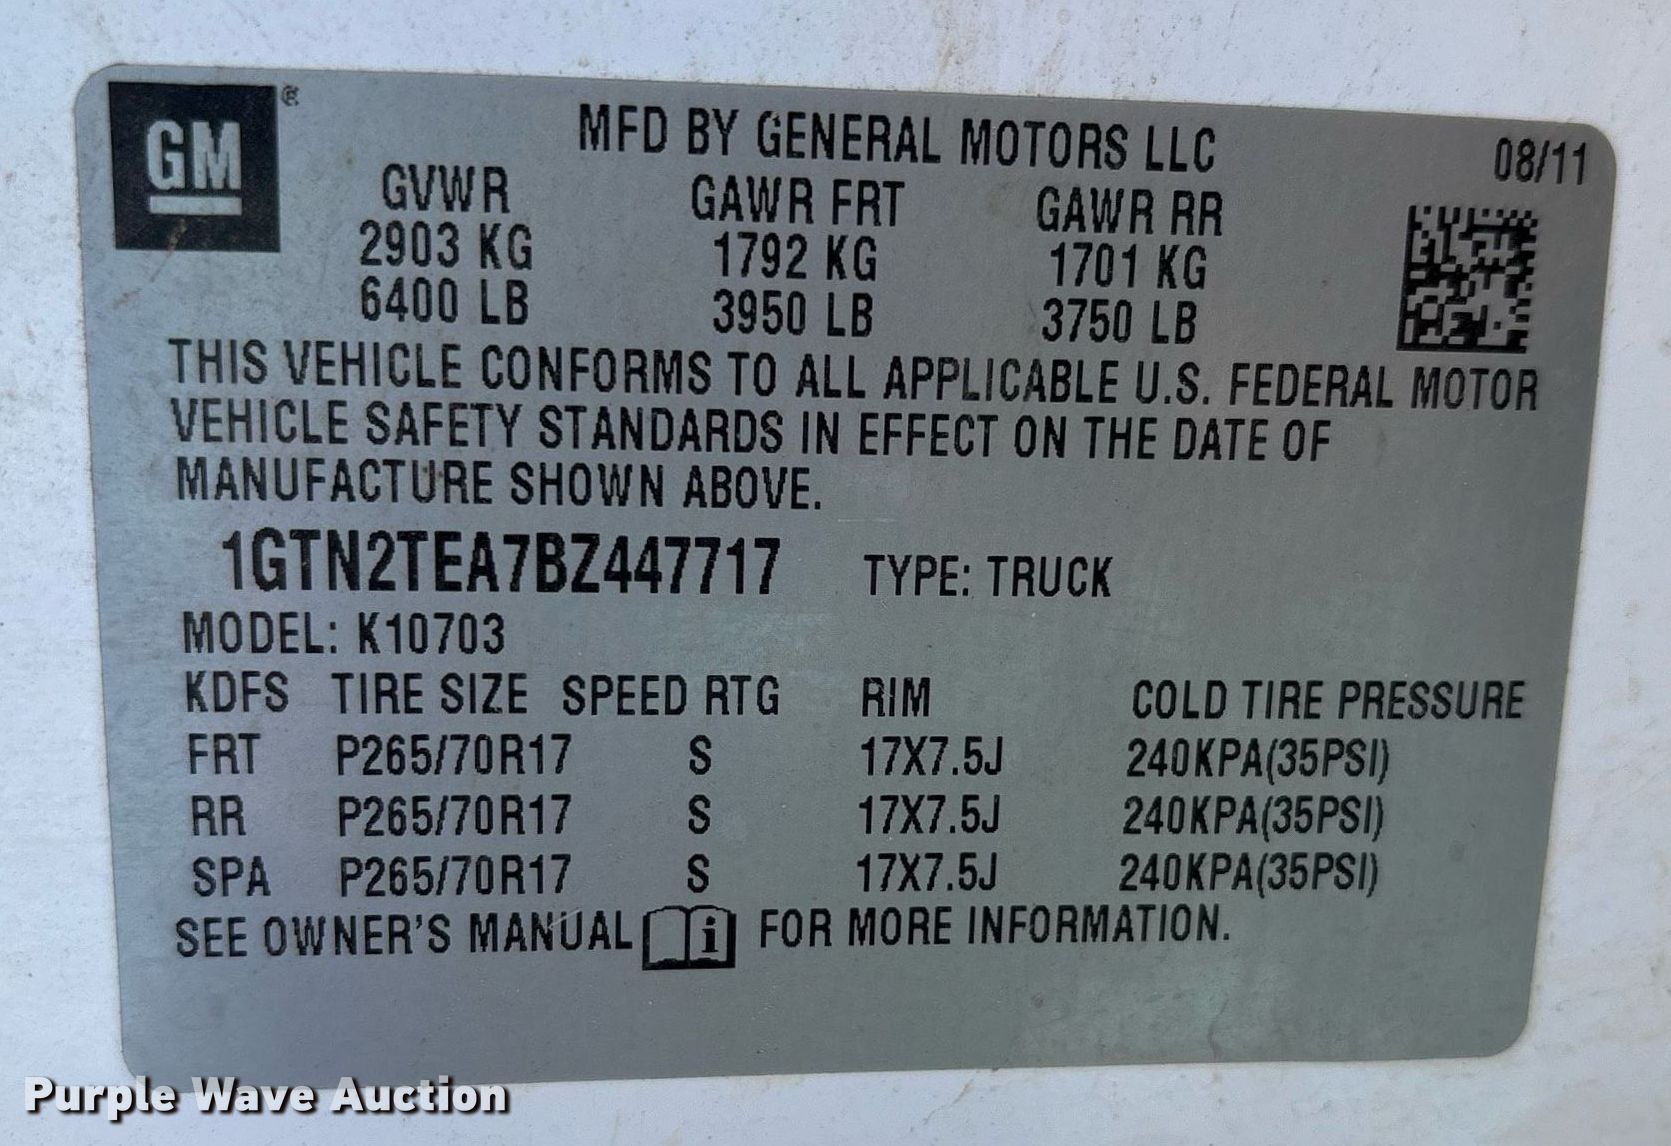 GM ®
MFD BY GENERAL MOTORS LLC 08/11
GVWR GAWR FRT GAWR RR
2903 KG 1792 KG 1701 KG
6400 LB 3950 LB 3750 LB
THIS VEHICLE CONFORMS TO ALL APPLICABLE U.S. FEDERAL MOTOR
VEHICLE SAFETY STANDARDS IN EFFECT ON THE DATE OF
MANUFACTURE SHOWN ABOVE.
1GTN2TEA7BZ447717 TYPE: TRUCK
MODEL: K10703
KDFS TIRE SIZE SPEED RTG RIM COLD TIRE PRESSURE
FRT P265/70R17 S 17X7.5J 240KPA(35PSI)
RR P265/70R17 S 17X7.5J 240KPA(35PSI)
SPA P265/70R17 S 17X7.5J 240KPA(35PSI)
SEE OWNER'S MANUAL i FOR MORE INFORMATION.
Purple Wave Auction